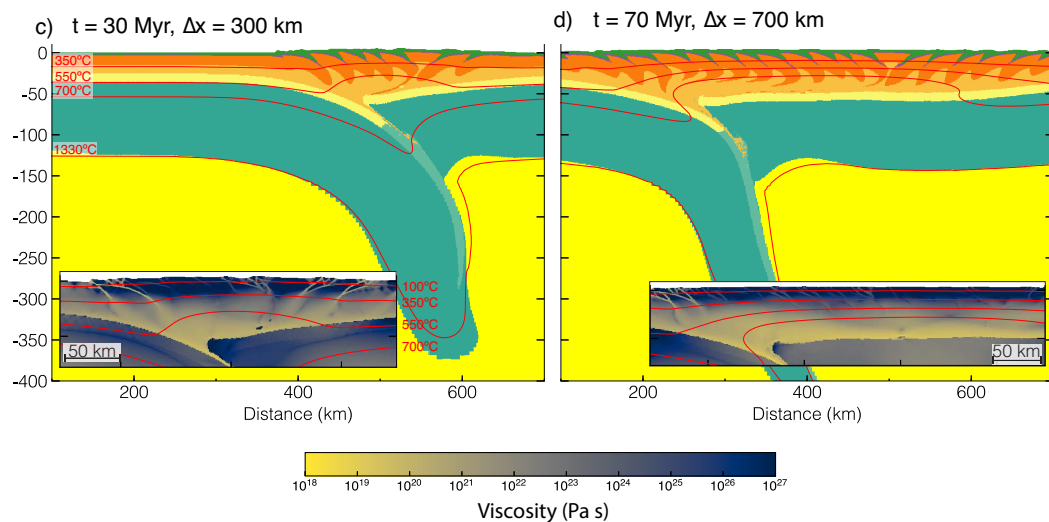 c) t = 30 Myr, Δx = 300 km
d) t = 70 Myr, Δx = 700 km
0
-50
-100
-150
-200
-250
-300
-350
-400
350ºC
550ºC
700ºC
1330ºC
100ºC
350ºC
550ºC
700ºC
50 km
50 km
200 400 600
200 400 600
Distance (km)
Distance (km)
10¹⁸ 10¹⁹ 10²⁰ 10²¹ 10²² 10²³ 10²⁴ 10²⁵ 10²⁶ 10²⁷
Viscosity (Pa s)